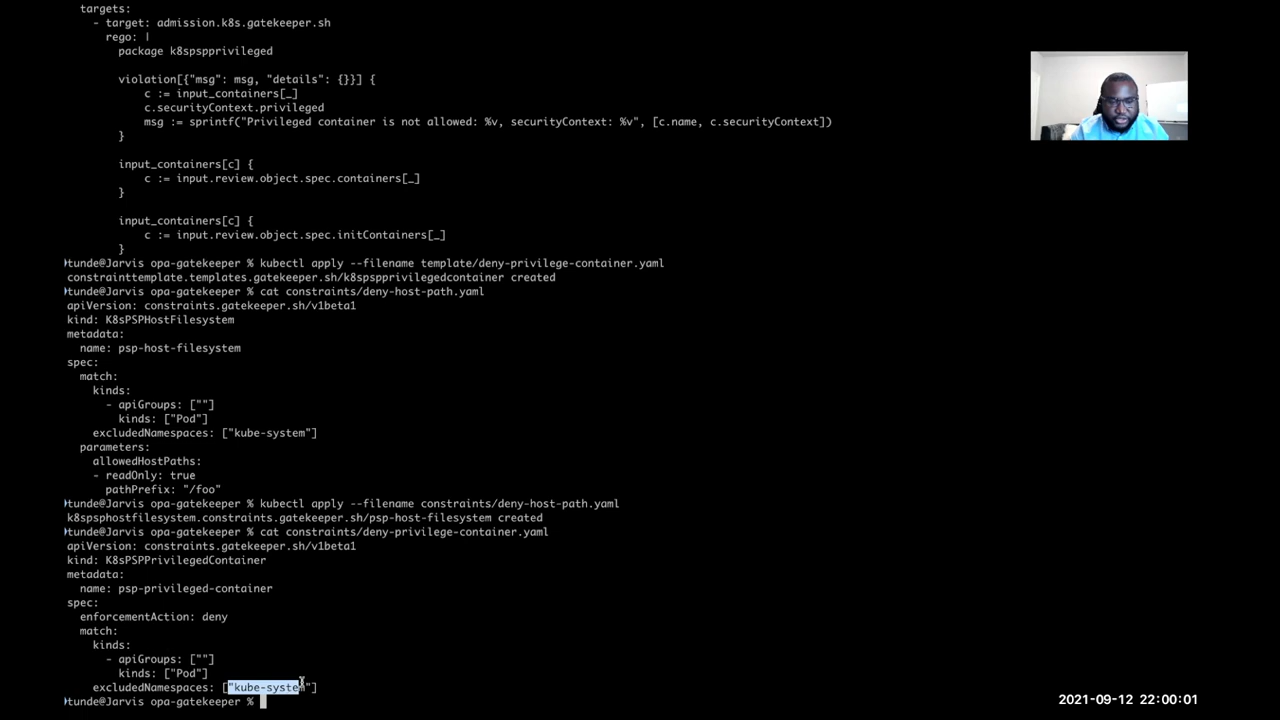 targets:
  - target: admission.k8s.gatekeeper.sh
    rego: |
      package k8spspprivileged

      violation[{"msg": msg, "details": {}}] {
          c := input_containers[_]
          c.securityContext.privileged
          msg := sprintf("Privileged container is not allowed: %v, securityContext: %v", [c.name, c.securityContext])
      }

      input_containers[c] {
          c := input.review.object.spec.containers[_]
      }

      input_containers[c] {
          c := input.review.object.spec.initContainers[_]
      }
tunde@Jarvis opa-gatekeeper % kubectl apply --filename template/deny-privilege-container.yaml
constrainttemplate.templates.gatekeeper.sh/k8spspprivilegedcontainer created
tunde@Jarvis opa-gatekeeper % cat constraints/deny-host-path.yaml
apiVersion: constraints.gatekeeper.sh/v1beta1
kind: K8sPSPHostFilesystem
metadata:
  name: psp-host-filesystem
spec:
  match:
    kinds:
      - apiGroups: [""]
        kinds: ["Pod"]
    excludedNamespaces: ["kube-system"]
  parameters:
    allowedHostPaths:
    - readOnly: true
      pathPrefix: "/foo"
tunde@Jarvis opa-gatekeeper % kubectl apply --filename constraints/deny-host-path.yaml
k8spsphostfilesystem.constraints.gatekeeper.sh/psp-host-filesystem created
tunde@Jarvis opa-gatekeeper % cat constraints/deny-privilege-container.yaml
apiVersion: constraints.gatekeeper.sh/v1beta1
kind: K8sPSPPrivilegedContainer
metadata:
  name: psp-privileged-container
spec:
  enforcementAction: deny
  match:
    kinds:
      - apiGroups: [""]
        kinds: ["Pod"]
    excludedNamespaces: ["kube-system"]
tunde@Jarvis opa-gatekeeper %
2021-09-12 22:00:01